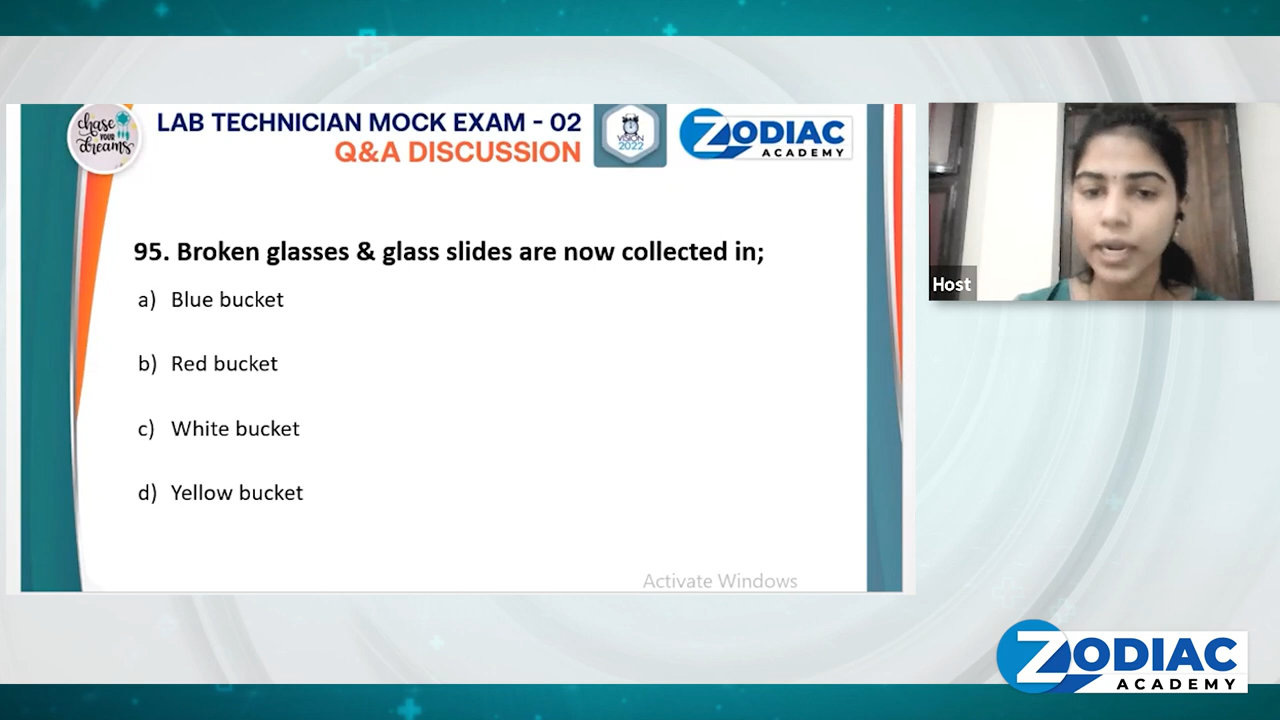 chase
YOUR
dreams
LAB TECHNICIAN MOCK EXAM - 02
Q&A DISCUSSION
VISION
2022
ZODIAC
ACADEMY
95. Broken glasses & glass slides are now collected in;
a) Blue bucket
b) Red bucket
c) White bucket
d) Yellow bucket
Activate Windows
Host
ZODIAC
ACADEMY